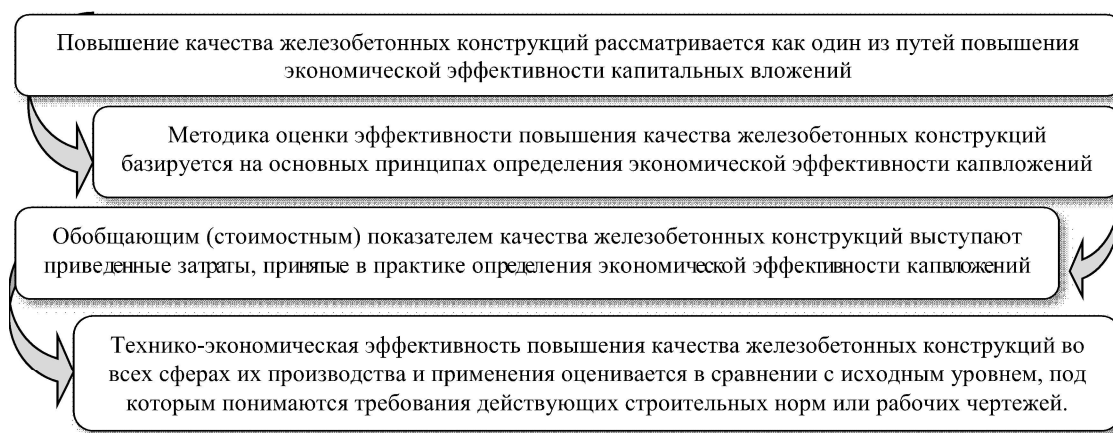 Повышение качества железобетонных конструкций рассматривается как один из путей повышения
экономической эффективности капитальных вложений
Методика оценки эффективности повышения качества железобетонных конструкций
базируется на основных принципах определения экономической эффективности капвложений
Обобщающим (стоимостным) показателем качества железобетонных конструкций выступают
приведенные затраты, принятые в практике определения экономической эффективности капвложений
Технико-экономическая эффективность повышения качества железобетонных конструкций во
всех сферах их производства и применения оценивается в сравнении с исходным уровнем, под
которым понимаются требования действующих строительных норм или рабочих чертежей.